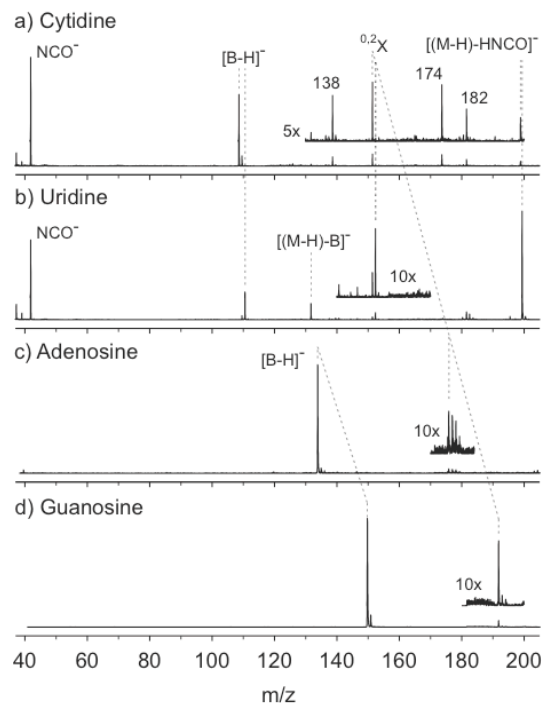 a) Cytidine
NCO⁻
[B-H]⁻
0,2X
[(M-H)-HNCO]⁻
138
174
182
5x
b) Uridine
NCO⁻
[(M-H)-B]⁻
10x
c) Adenosine
[B-H]⁻
10x
d) Guanosine
10x
40 60 80 100 120 140 160 180 200
m/z